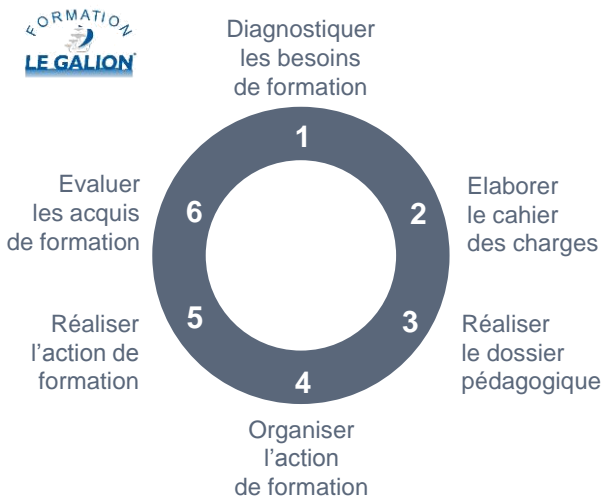 FORMATION
LE GALION
Diagnostiquer
les besoins
de formation
1
Elaborer
le cahier
des charges
2
Réaliser
le dossier
pédagogique
3
Organiser
l’action
de formation
4
Réaliser
l’action de
formation
5
Evaluer
les acquis
de formation
6